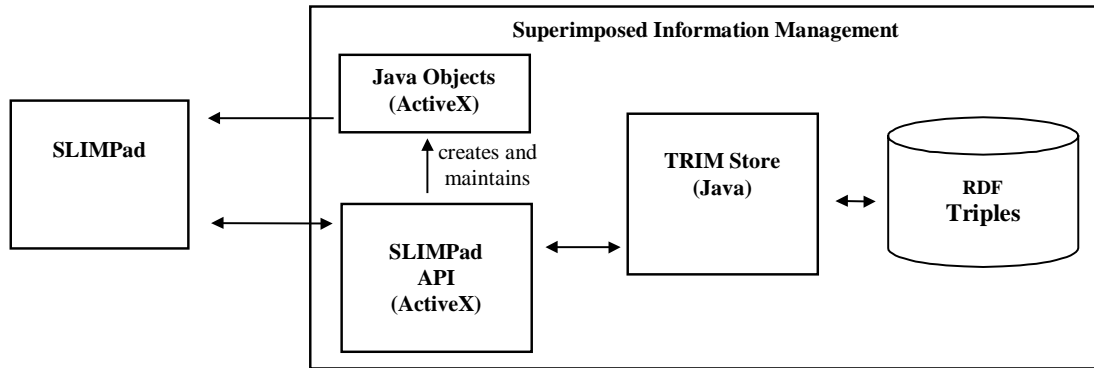 Superimposed Information Management
Java Objects
(ActiveX)
SLIMPad
creates and
maintains
SLIMPad
API
(ActiveX)
TRIM Store
(Java)
RDF
Triples